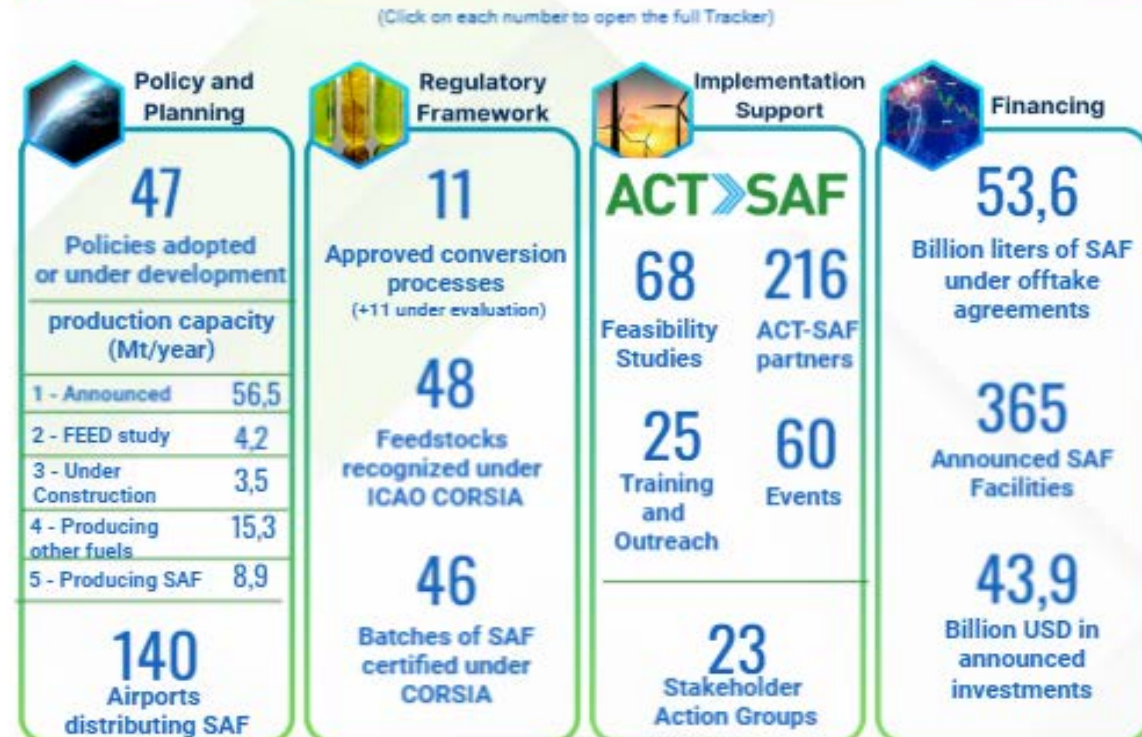 (Click on each number to open the full Tracker)
Policy and
Planning
47
Policies adopted
or under development
production capacity
(Mt/year)
1 - Announced 56,5
2 - FEED study 4,2
3 - Under
Construction 3,5
4 - Producing
other fuels 15,3
5 - Producing SAF 8,9
140
Airports
distributing SAF
Regulatory
Framework
11
Approved conversion
processes
(+11 under evaluation)
48
Feedstocks
recognized under
ICAO CORSIA
46
Batches of SAF
certified under
CORSIA
Implementation
Support
ACT SAF
68
Feasibility
Studies
216
ACT-SAF
partners
25
Training
and
Outreach
60
Events
23
Stakeholder
Action Groups
Financing
53,6
Billion liters of SAF
under offtake
agreements
365
Announced SAF
Facilities
43,9
Billion USD in
announced
investments